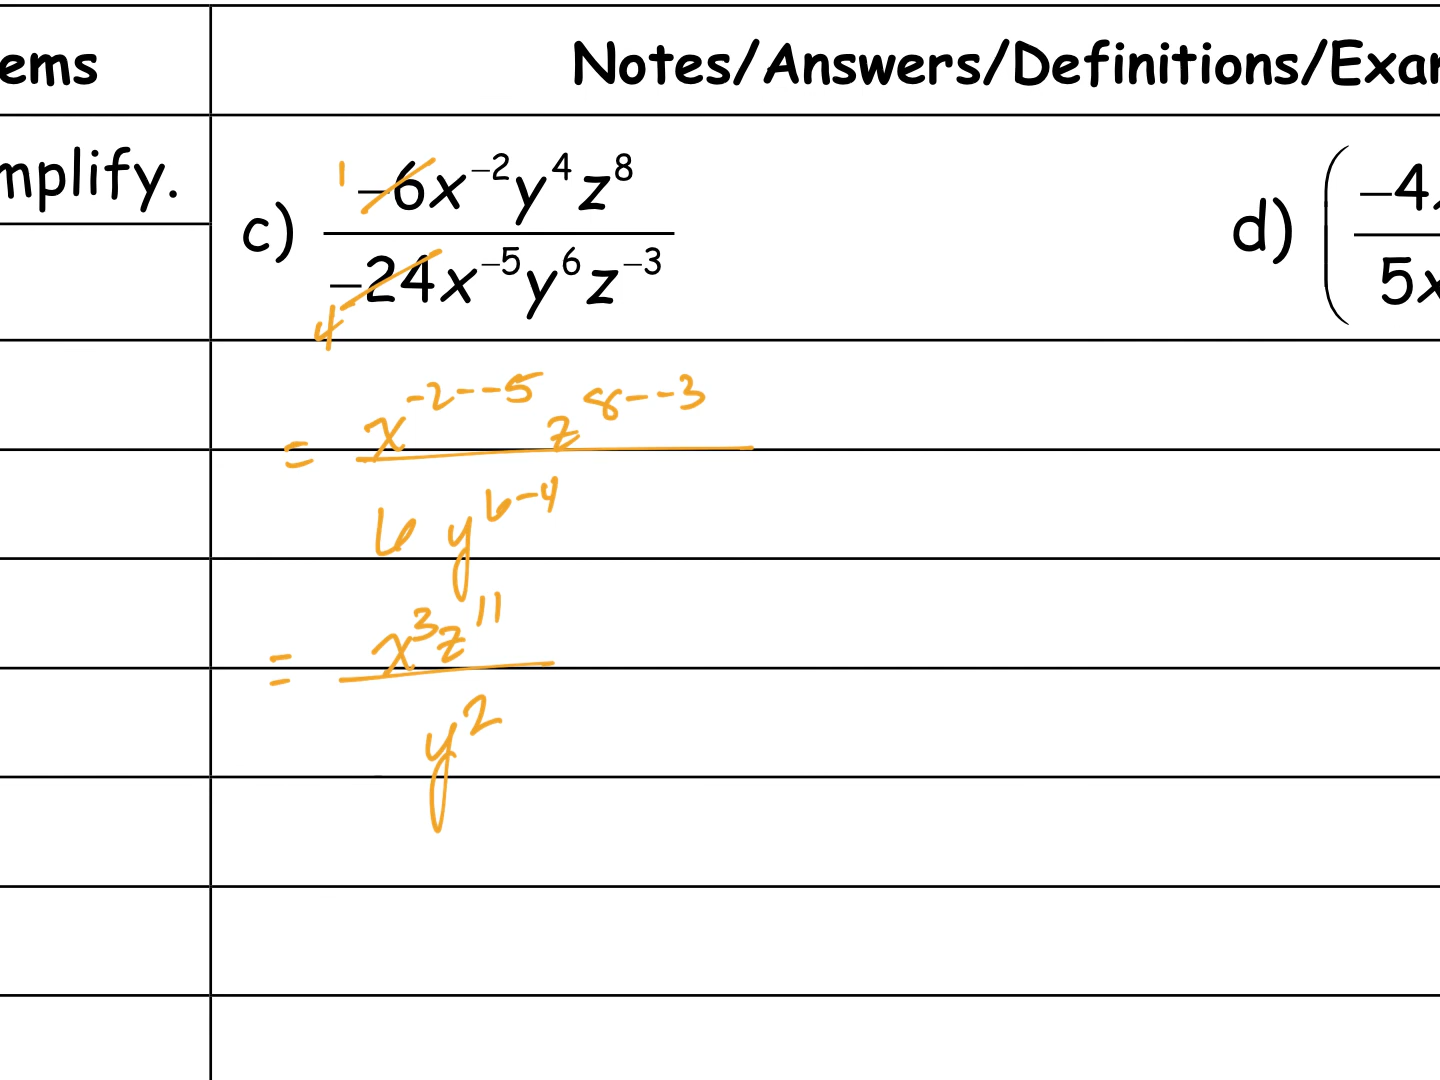 ems Notes/Answers/Definitions/Exa
mplify. c) 1 -6x^-2 y^4 z^8 / -24x^-5 y^6 z^-3 4 d) ( -4 / 5x
= x^-2--5 z^8--3 / 6 y^6-4
= x^3 z^11 / y^2